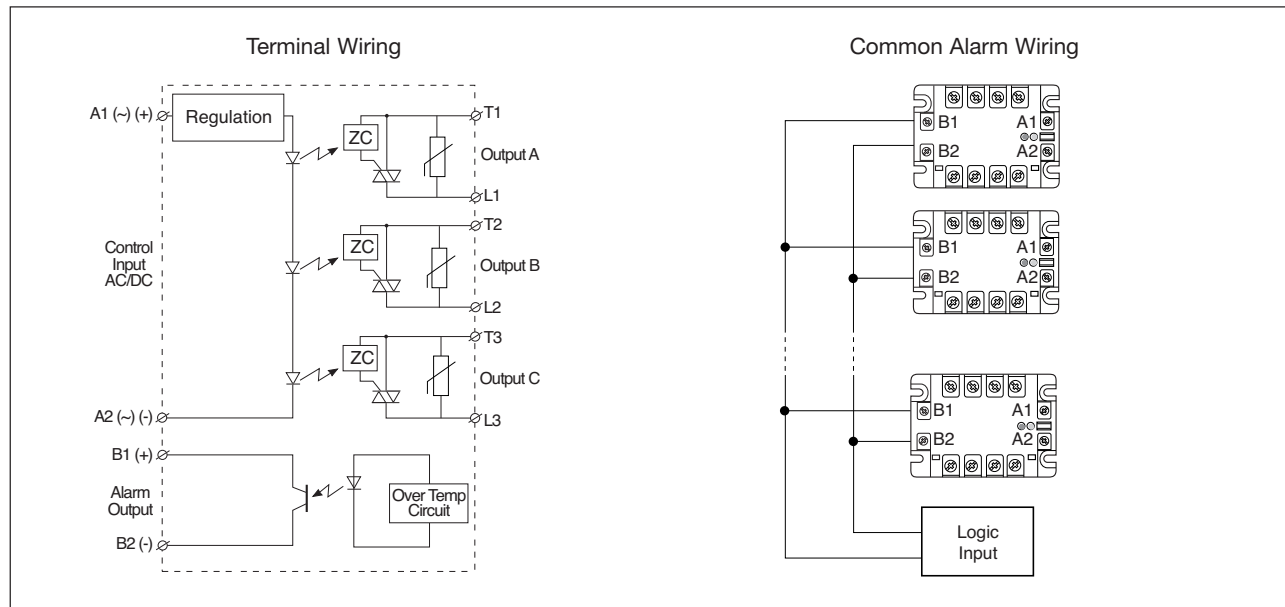 Terminal Wiring
A1 (~) (+)
Regulation
ZC
T1
Output A
L1
Control
Input
AC/DC
ZC
T2
Output B
L2
ZC
T3
Output C
L3
A2 (~) (-)
B1 (+)
Alarm
Output
Over Temp
Circuit
B2 (-)
Common Alarm Wiring
B1 A1
B2 A2
B1 A1
B2 A2
B1 A1
B2 A2
Logic
Input